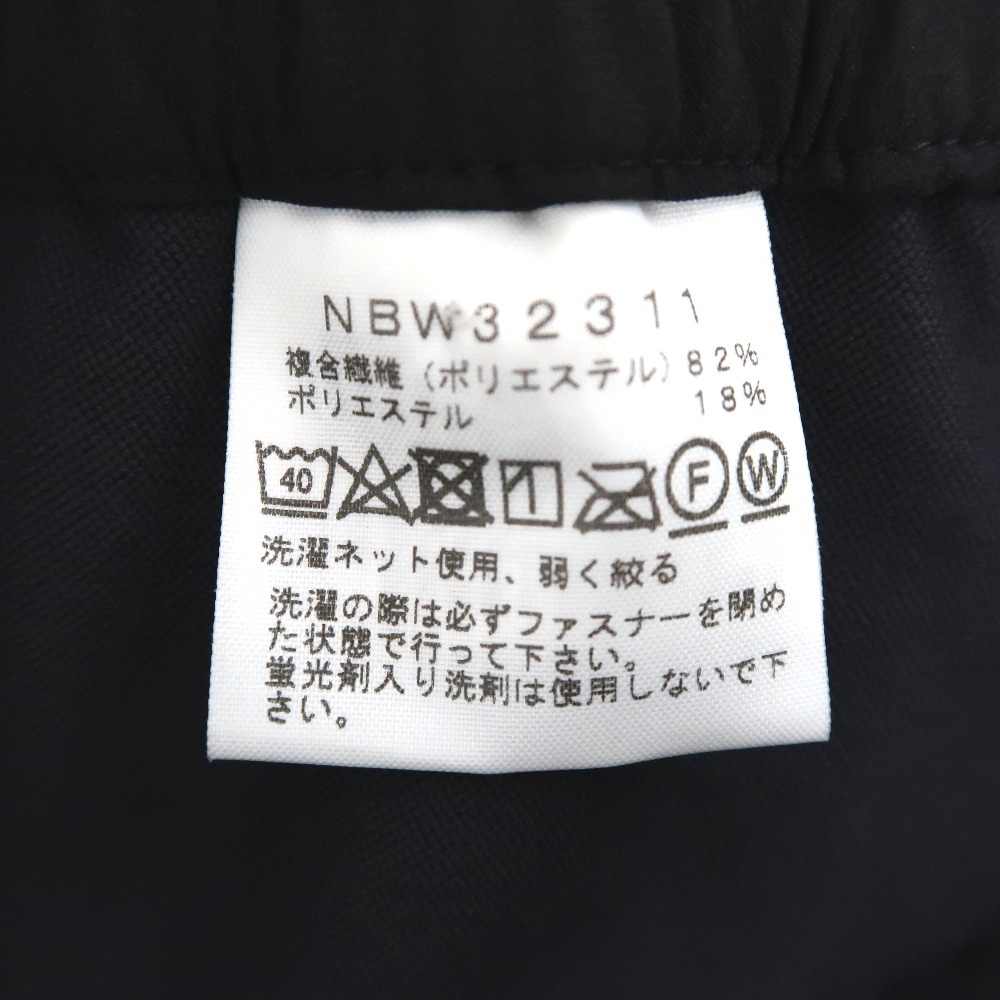 NBW32311
複合繊維（ポリエステル）82%
ポリエステル 18%
40 F W
洗濯ネット使用、弱く絞る
洗濯の際は必ずファスナーを閉め
た状態で行って下さい。
蛍光剤入り洗剤は使用しないで下
さい。